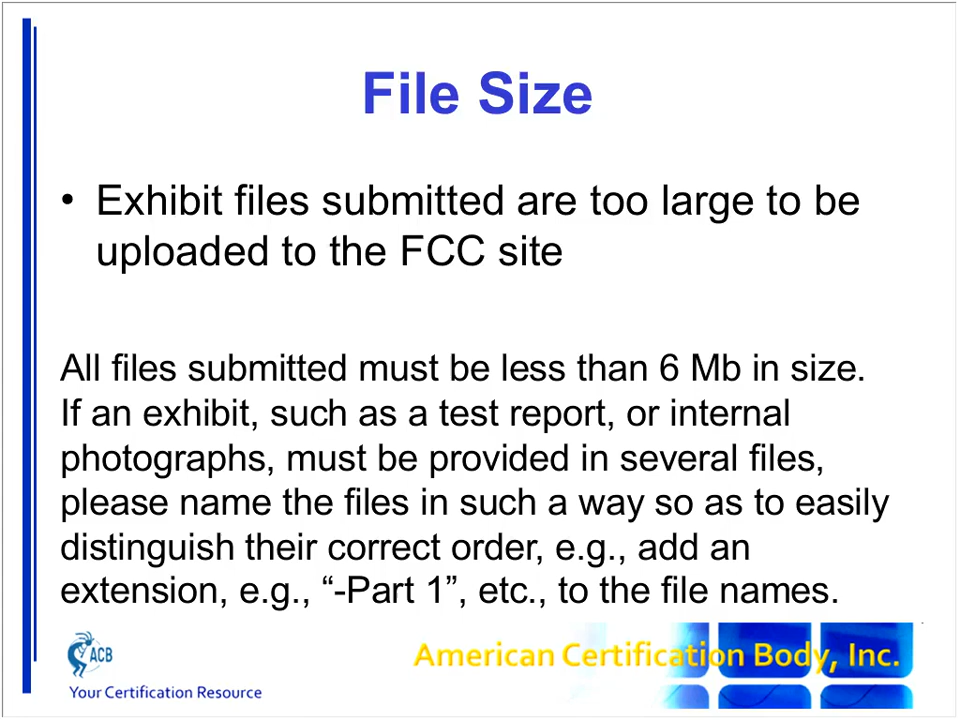 File Size
• Exhibit files submitted are too large to be
uploaded to the FCC site
All files submitted must be less than 6 Mb in size.
If an exhibit, such as a test report, or internal
photographs, must be provided in several files,
please name the files in such a way so as to easily
distinguish their correct order, e.g., add an
extension, e.g., “-Part 1”, etc., to the file names.
ACB
American Certification Body, Inc.
Your Certification Resource